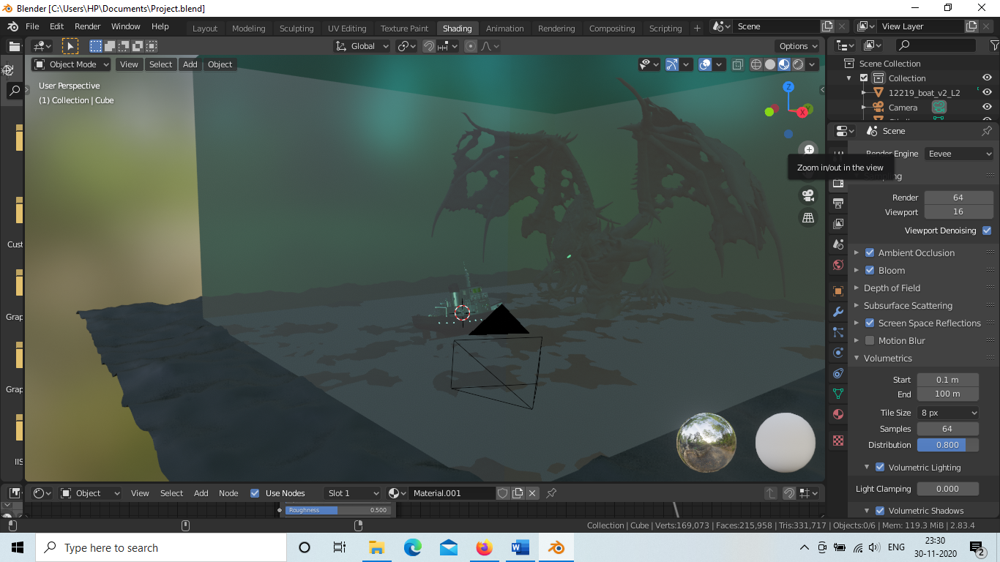 Blender [C:\Users\HP\Documents\Project.blend]
File Edit Render Window Help Layout Modeling Sculpting UV Editing Texture Paint Shading Animation Rendering Compositing Scripting + Scene View Layer
Global Options
Object Mode View Select Add Object
Scene Collection
Collection
User Perspective
(1) Collection | Cube
12219_boat_v2_L2
Camera
Z
X
Y
Scene
Render Engine Eevee
Zoom in/out in the view
Render 64
Viewport 16
Viewport Denoising
Cust
Ambient Occlusion
Bloom
Depth of Field
Subsurface Scattering
Grap
Screen Space Reflections
Motion Blur
Volumetrics
Start 0.1 m
Grap
End 100 m
Tile Size 8 px
Samples 64
Distribution 0.800
IIS
Volumetric Lighting
Light Clamping 0.000
Volumetric Shadows
Object View Select Add Node Use Nodes Slot 1 Material.001
Roughness 0.500
Collection | Cube | Verts:169,073 | Faces:215,958 | Tris:331,717 | Objects:0/6 | Mem: 119.3 MiB | 2.83.4
Type here to search
ENG
23:30
30-11-2020
2